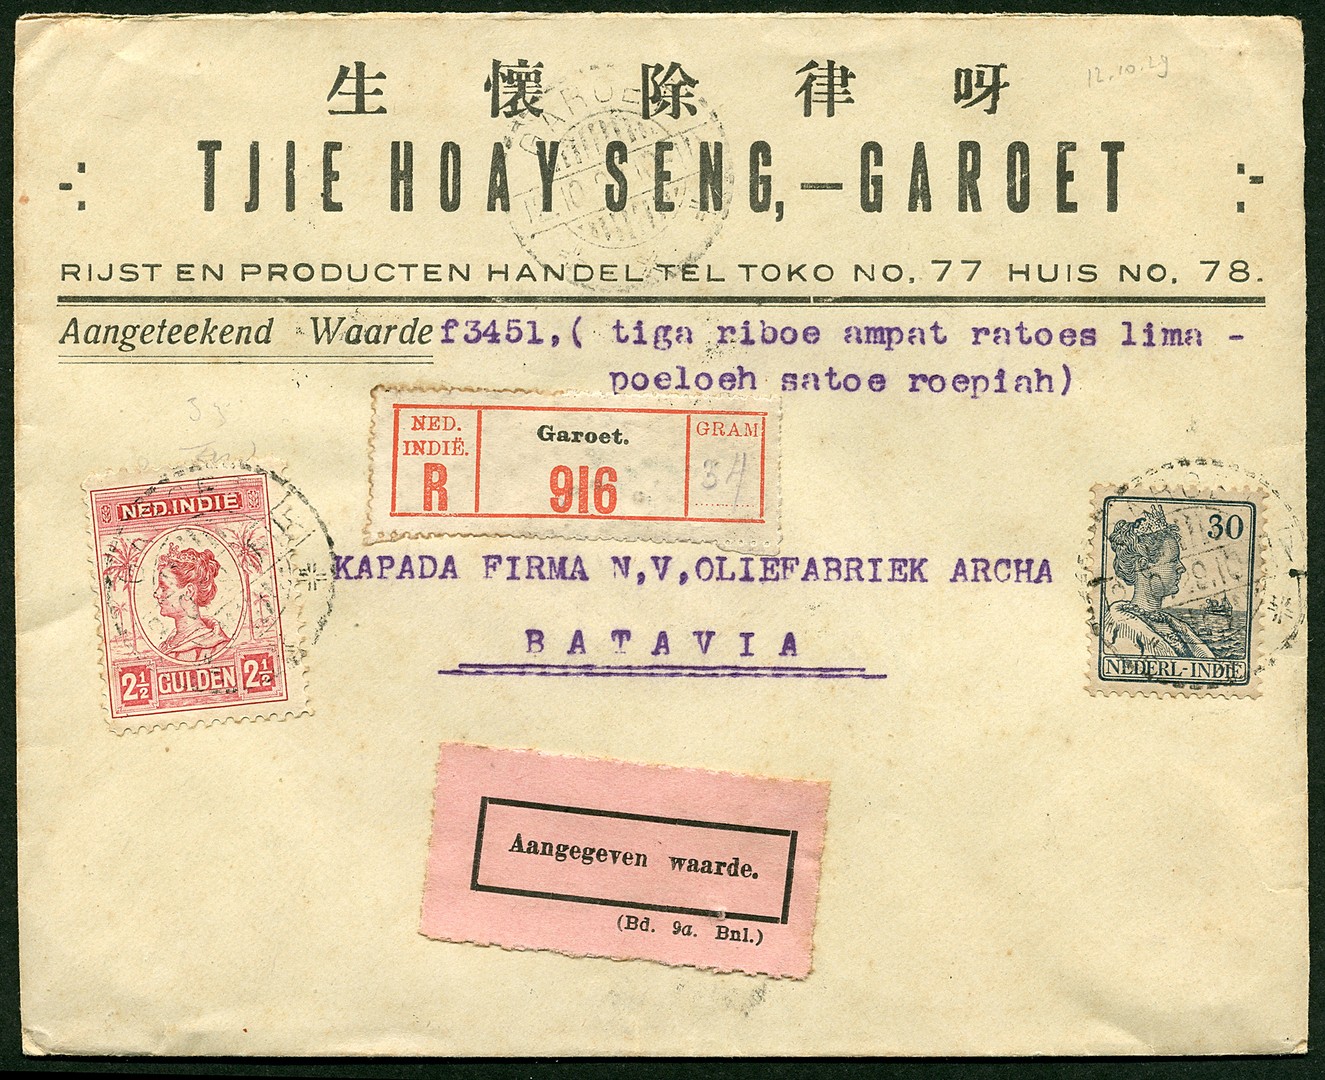 生 懷 除 律 呀
12.10.29
TJIE HOAY SENG,—GAROET
RIJST EN PRODUCTEN HANDEL TEL TOKO NO. 77 HUIS NO. 78.
Aangeteekend Waarde f3451,( tiga riboe ampat ratoes lima -
poeloeh satoe roepiah)
NED. INDIË.
R
Garoet.
916
GRAM
34
NED. INDIË
2½ GULDEN 2½
30
NEDERL-INDIË
KAPADA FIRMA N,V,OLIEFABRIEK ARCHA
BATAVIA
Aangegeven waarde.
(Bd. 9a. Bnl.)